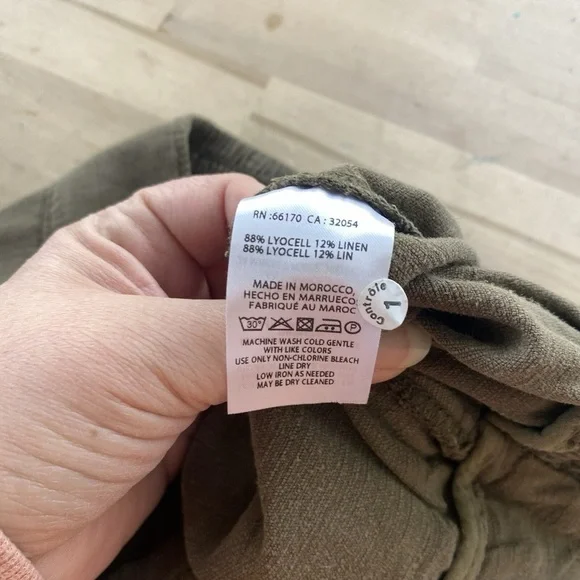 RN :66170 CA : 32054
88% LYOCELL 12% LINEN
88% LYOCELL 12% LIN
MADE IN MOROCCO,
HECHO EN MARRUECO
FABRIQUÉ AU MAROC
Contrôle
1
30° P
MACHINE WASH COLD GENTLE
WITH LIKE COLORS
USE ONLY NON-CHLORINE BLEACH
LINE DRY
LOW IRON AS NEEDED
MAY BE DRY CLEANED